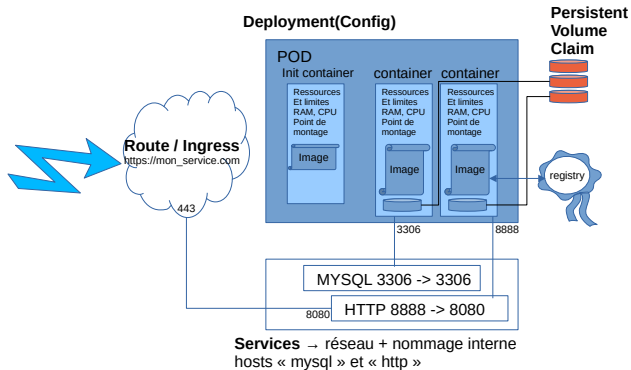 Deployment(Config)
Persistent
Volume
Claim
POD
Init container
container
container
Ressources
Et limites
RAM, CPU
Point de
montage
Image
Ressources
Et limites
RAM, CPU
Point de
montage
Image
Ressources
Et limites
RAM, CPU
Point de
montage
Image
Route / Ingress
https://mon_service.com
443
registry
3306
8888
MYSQL 3306 -> 3306
HTTP 8888 -> 8080
8080
Services → réseau + nommage interne
hosts « mysql » et « http »